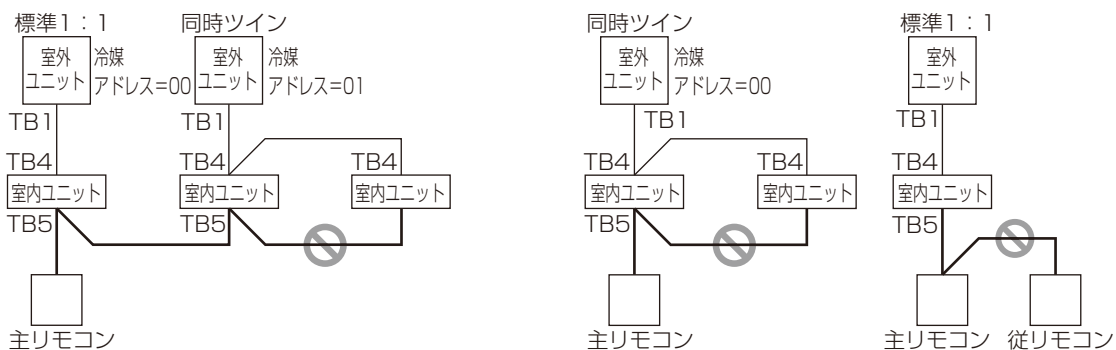 標準1：1
室外
ユニット
冷媒
アドレス=00
TB1
TB4
室内ユニット
TB5
主リモコン
同時ツイン
室外
ユニット
冷媒
アドレス=01
TB1
TB4
室内ユニット
TB5
TB4
室内ユニット
同時ツイン
室外
ユニット
冷媒
アドレス=00
TB1
TB4
室内ユニット
TB5
TB4
室内ユニット
主リモコン
標準1：1
室外
ユニット
TB1
TB4
室内ユニット
TB5
主リモコン
従リモコン